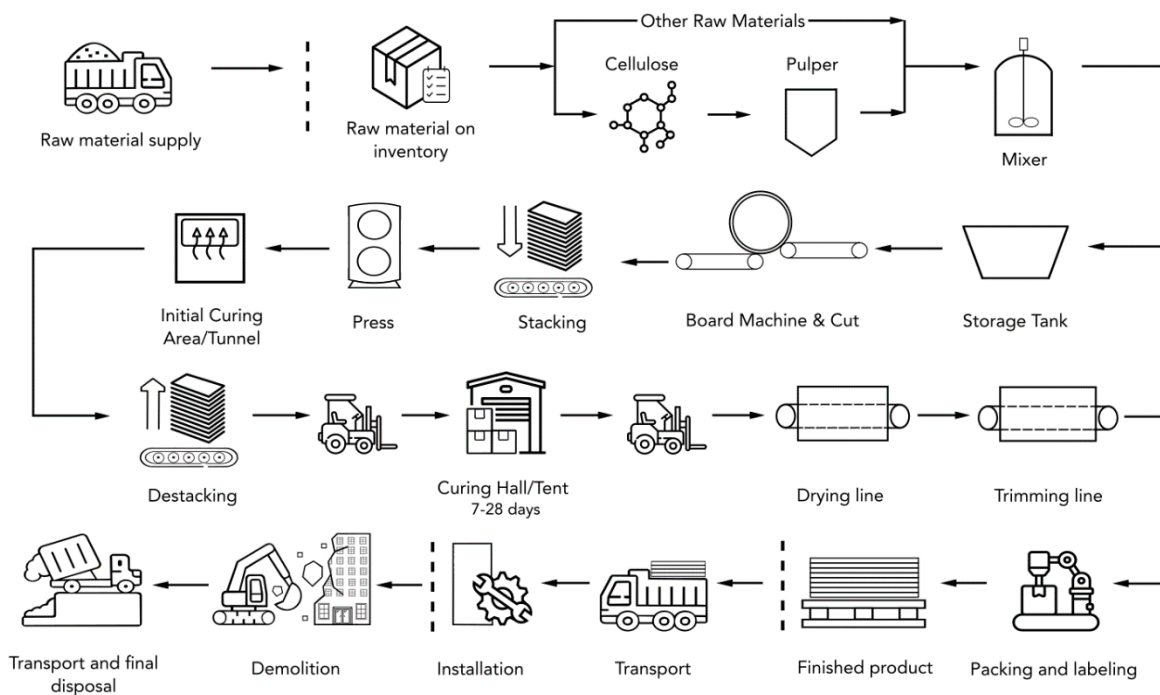 Other Raw Materials
Cellulose
Pulper
Raw material supply
Raw material on
inventory
Mixer
Initial Curing
Area/Tunnel
Press
Stacking
Board Machine & Cut
Storage Tank
Destacking
Curing Hall/Tent
7-28 days
Drying line
Trimming line
Transport and final
disposal
Demolition
Installation
Transport
Finished product
Packing and labeling